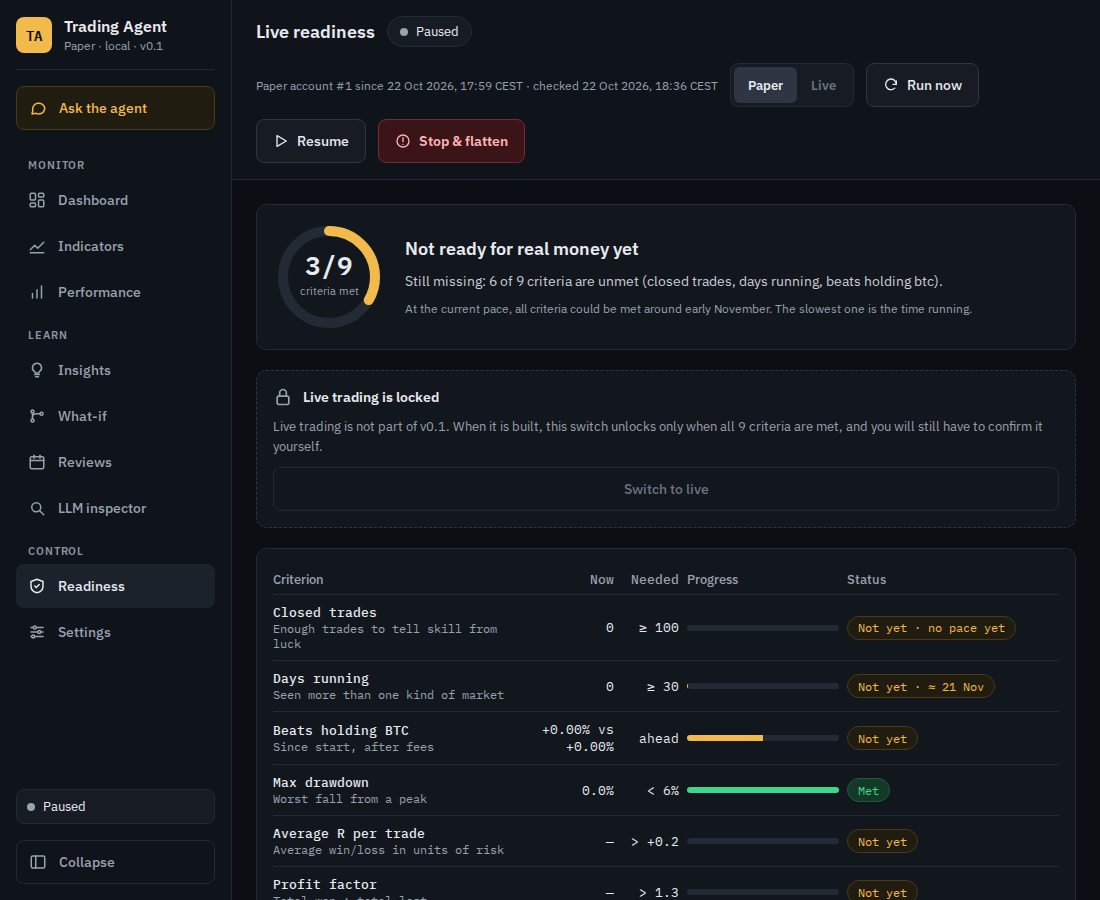 TA
Trading Agent
Paper · local · v0.1
Ask the agent
MONITOR
Dashboard
Indicators
Performance
LEARN
Insights
What-if
Reviews
LLM inspector
CONTROL
Readiness
Settings
Paused
Collapse
Live readiness
Paused
Paper account #1 since 22 Oct 2026, 17:59 CEST · checked 22 Oct 2026, 18:36 CEST
Paper
Live
Run now
Resume
Stop & flatten
3/9
criteria met
Not ready for real money yet
Still missing: 6 of 9 criteria are unmet (closed trades, days running, beats holding btc).
At the current pace, all criteria could be met around early November. The slowest one is the time running.
Live trading is locked
Live trading is not part of v0.1. When it is built, this switch unlocks only when all 9 criteria are met, and you will still have to confirm it
yourself.
Switch to live
Criterion Now Needed Progress Status
Closed trades
Enough trades to tell skill from
luck
0 ≥ 100 Not yet · no pace yet
Days running
Seen more than one kind of market
0 ≥ 30 Not yet · ≈ 21 Nov
Beats holding BTC
Since start, after fees
+0.00% vs
+0.00%
ahead Not yet
Max drawdown
Worst fall from a peak
0.0% < 6% Met
Average R per trade
Average win/loss in units of risk
— > +0.2 Not yet
Profit factor
— > 1.3 Not yet